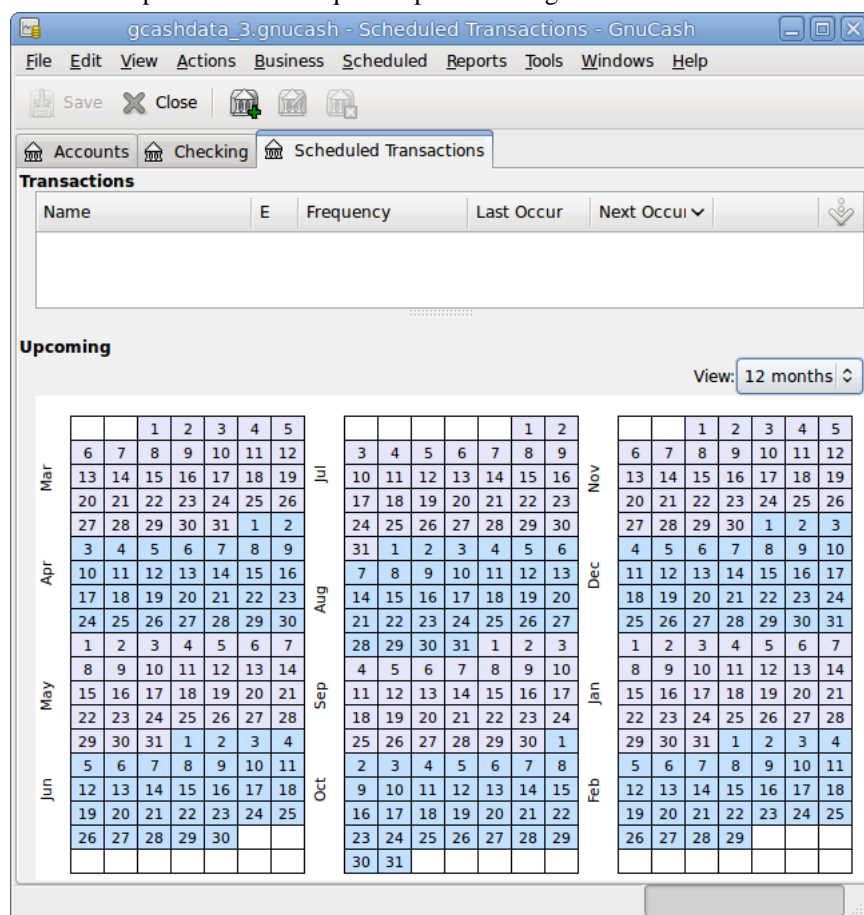 gcashdata_3.gnucash - Scheduled Transactions - GnuCash
File Edit View Actions Business Scheduled Reports Tools Windows Help
Save Close
Accounts Checking Scheduled Transactions
Transactions
Name E Frequency Last Occur Next Occur
Upcoming
View: 12 months
Mar
1 2 3 4 5
6 7 8 9 10 11 12
13 14 15 16 17 18 19
20 21 22 23 24 25 26
27 28 29 30 31 1 2
Apr
3 4 5 6 7 8 9
10 11 12 13 14 15 16
17 18 19 20 21 22 23
24 25 26 27 28 29 30
May
1 2 3 4 5 6 7
8 9 10 11 12 13 14
15 16 17 18 19 20 21
22 23 24 25 26 27 28
29 30 31 1 2 3 4
Jun
5 6 7 8 9 10 11
12 13 14 15 16 17 18
19 20 21 22 23 24 25
26 27 28 29 30
Jul
1 2
3 4 5 6 7 8 9
10 11 12 13 14 15 16
17 18 19 20 21 22 23
24 25 26 27 28 29 30
31 1 2 3 4 5 6
Aug
7 8 9 10 11 12 13
14 15 16 17 18 19 20
21 22 23 24 25 26 27
28 29 30 31 1 2 3
Sep
4 5 6 7 8 9 10
11 12 13 14 15 16 17
18 19 20 21 22 23 24
25 26 27 28 29 30 1
Oct
2 3 4 5 6 7 8
9 10 11 12 13 14 15
16 17 18 19 20 21 22
23 24 25 26 27 28 29
30 31
Nov
1 2 3 4 5
6 7 8 9 10 11 12
13 14 15 16 17 18 19
20 21 22 23 24 25 26
27 28 29 30 1 2 3
Dec
4 5 6 7 8 9 10
11 12 13 14 15 16 17
18 19 20 21 22 23 24
25 26 27 28 29 30 31
Jan
1 2 3 4 5 6 7
8 9 10 11 12 13 14
15 16 17 18 19 20 21
22 23 24 25 26 27 28
29 30 31 1 2 3 4
Feb
5 6 7 8 9 10 11
12 13 14 15 16 17 18
19 20 21 22 23 24 25
26 27 28 29